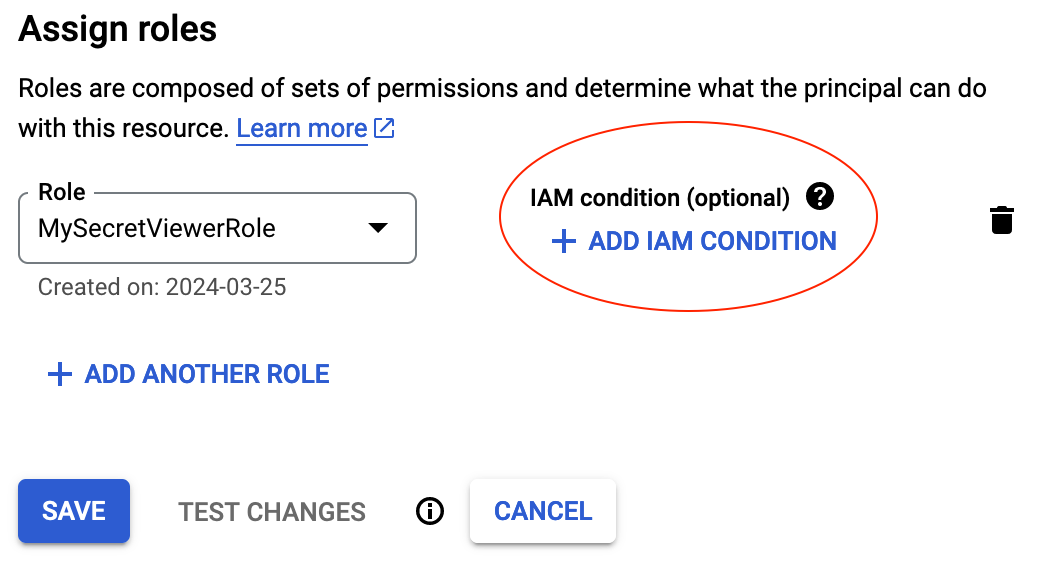 Assign roles
Roles are composed of sets of permissions and determine what the principal can do
with this resource. Learn more
Role
MySecretViewerRole
Created on: 2024-03-25
IAM condition (optional)
ADD IAM CONDITION
ADD ANOTHER ROLE
SAVE
TEST CHANGES
CANCEL